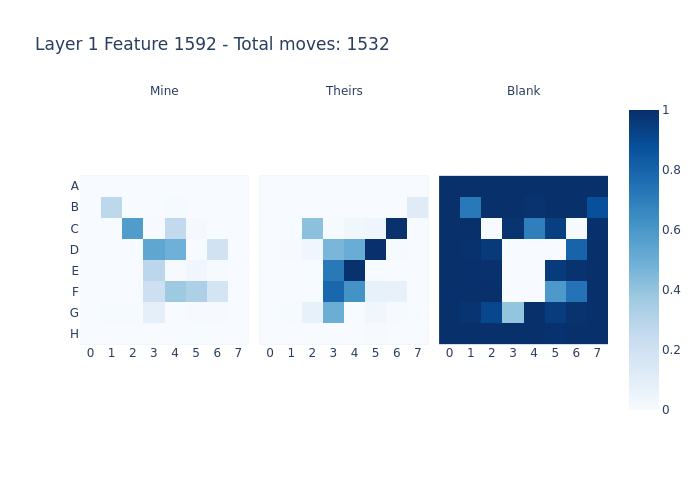 Layer 1 Feature 1592 - Total moves: 1532
Mine
Theirs
Blank
A
B
C
D
E
F
G
H
0 1 2 3 4 5 6 7
0 1 2 3 4 5 6 7
0 1 2 3 4 5 6 7
1
0.8
0.6
0.4
0.2
0